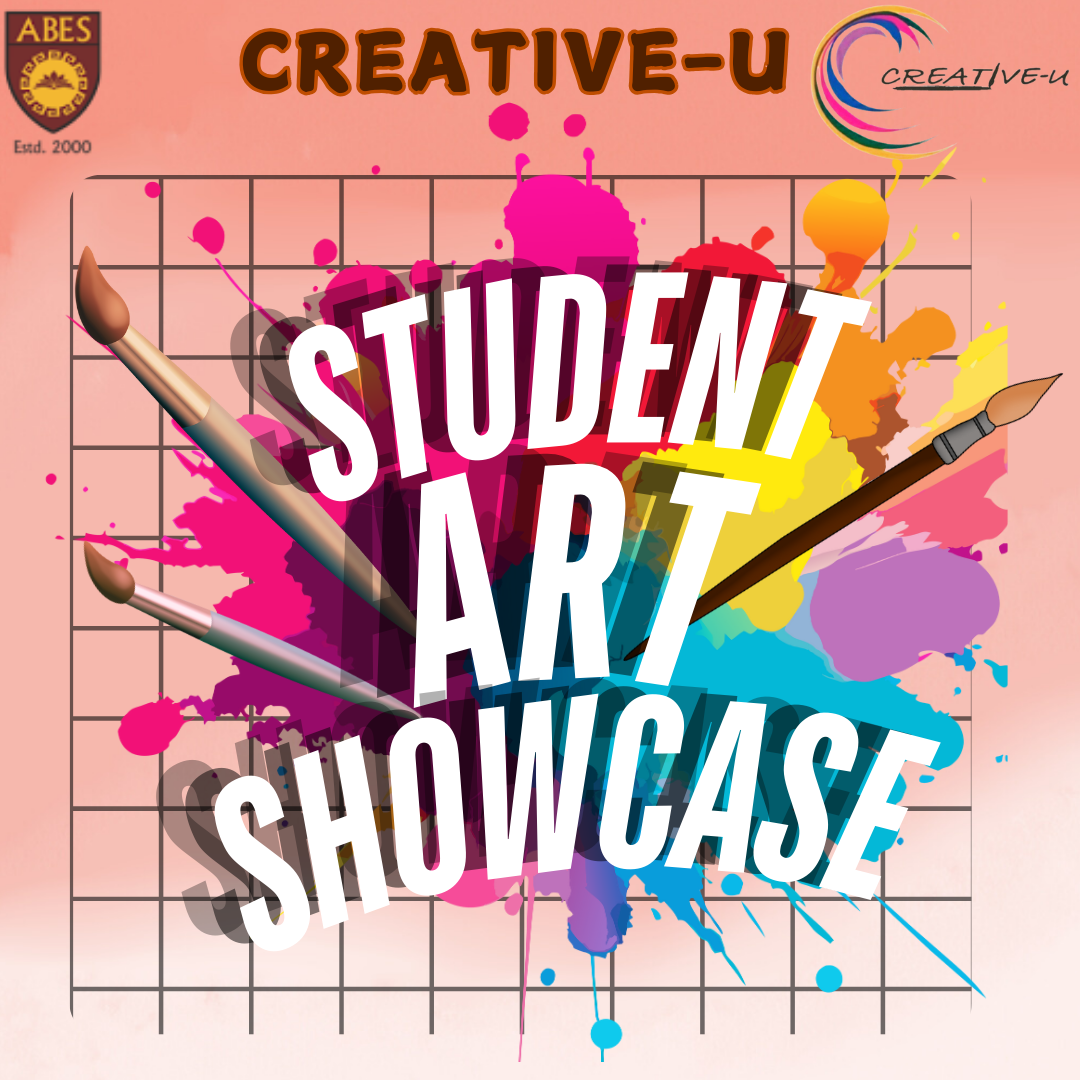 ABES
Estd. 2000
CREATIVE-U
CREATIVE-U
STUDENT
ART
SHOWCASE